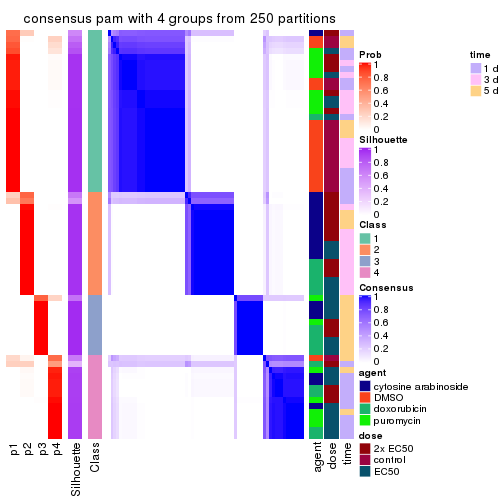 consensus pam with 4 groups from 250 partitions
Prob
1
0.8
0.6
0.4
0.2
0
time
1 d
3 d
5 d
Silhouette
1
0.8
0.6
0.4
0.2
0
Class
1
2
3
4
Consensus
1
0.8
0.6
0.4
0.2
0
agent
cytosine arabinoside
DMSO
doxorubicin
puromycin
dose
2x EC50
control
EC50
p1
p2
p3
p4
Silhouette
Class
agent
dose
time